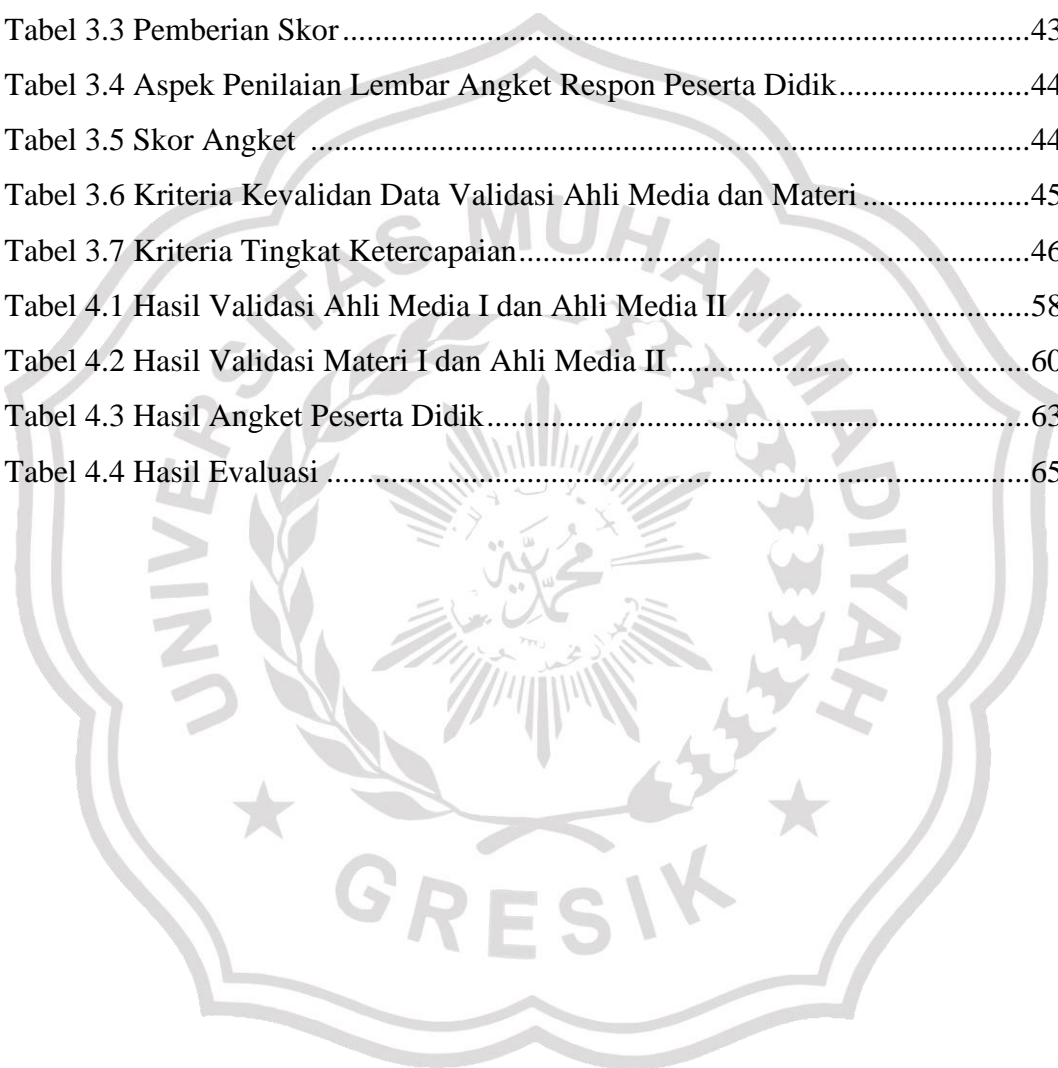 Tabel 3.3 Pemberian Skor....................................................................................43
Tabel 3.4 Aspek Penilaian Lembar Angket Respon Peserta Didik.......................44
Tabel 3.5 Skor Angket ........................................................................................44
Tabel 3.6 Kriteria Kevalidan Data Validasi Ahli Media dan Materi ....................45
Tabel 3.7 Kriteria Tingkat Ketercapaian..............................................................46
Tabel 4.1 Hasil Validasi Ahli Media I dan Ahli Media II ....................................58
Tabel 4.2 Hasil Validasi Materi I dan Ahli Media II............................................60
Tabel 4.3 Hasil Angket Peserta Didik..................................................................63
Tabel 4.4 Hasil Evaluasi .....................................................................................65
UNIVERSITAS MUHAMMADIYAH
محمدية
GRESIK